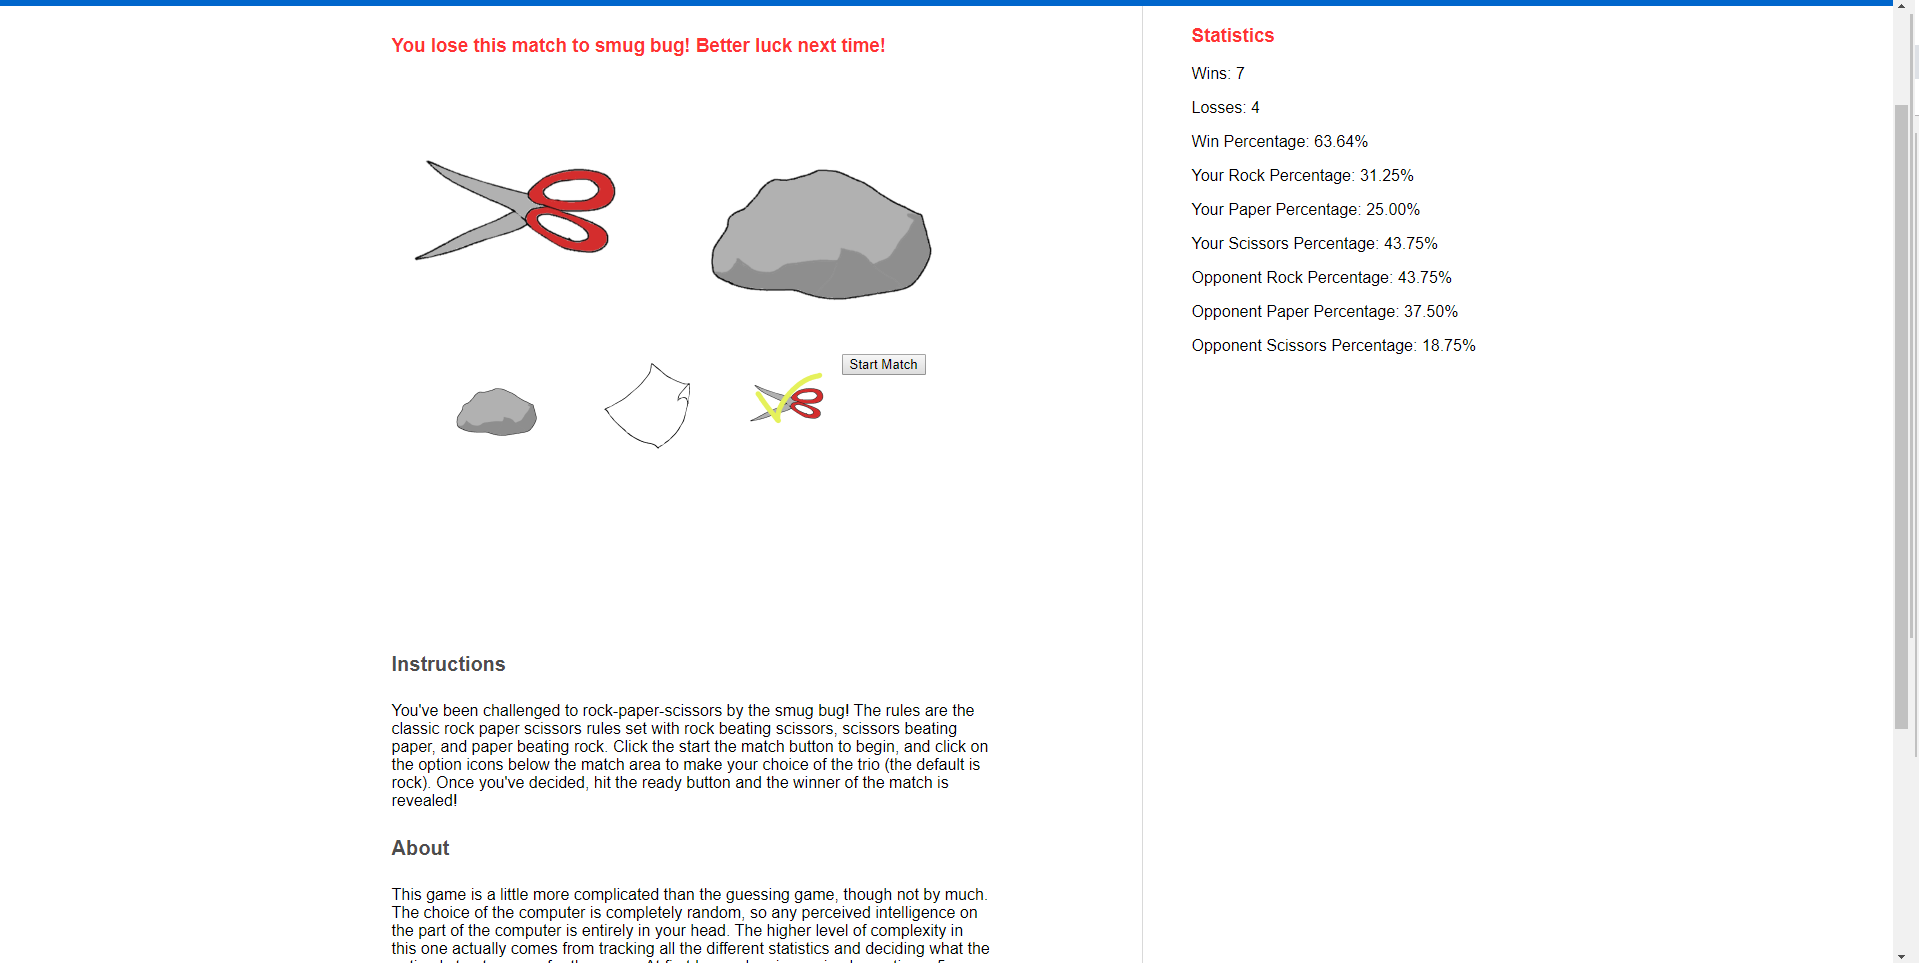 You lose this match to smug bug! Better luck next time!
Start Match
Instructions
You've been challenged to rock-paper-scissors by the smug bug! The rules are the
classic rock paper scissors rules set with rock beating scissors, scissors beating
paper, and paper beating rock. Click the start the match button to begin, and click on
the option icons below the match area to make your choice of the trio (the default is
rock). Once you've decided, hit the ready button and the winner of the match is
revealed!
About
This game is a little more complicated than the guessing game, though not by much.
The choice of the computer is completely random, so any perceived intelligence on
the part of the computer is entirely in your head. The higher level of complexity in
this one actually comes from tracking all the different statistics and deciding what the
Statistics
Wins: 7
Losses: 4
Win Percentage: 63.64%
Your Rock Percentage: 31.25%
Your Paper Percentage: 25.00%
Your Scissors Percentage: 43.75%
Opponent Rock Percentage: 43.75%
Opponent Paper Percentage: 37.50%
Opponent Scissors Percentage: 18.75%